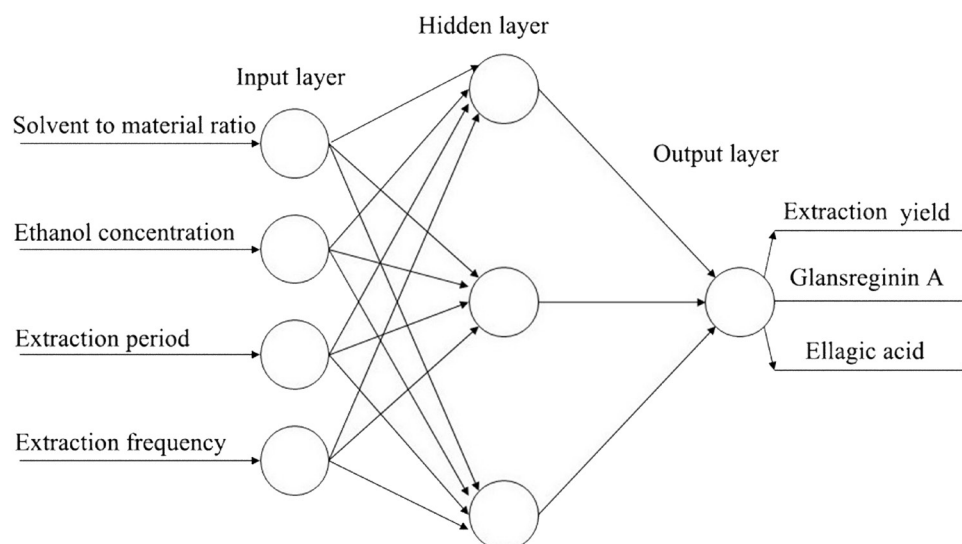 Hidden layer
Input layer
Solvent to material ratio
Output layer
Extraction yield
Ethanol concentration
Glansreginin A
Extraction period
Ellagic acid
Extraction frequency